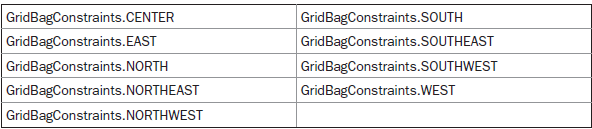 GridBagConstraints.CENTER GridBagConstraints.SOUTH
GridBagConstraints.EAST GridBagConstraints.SOUTHEAST
GridBagConstraints.NORTH GridBagConstraints.SOUTHWEST
GridBagConstraints.NORTHEAST GridBagConstraints.WEST
GridBagConstraints.NORTHWEST